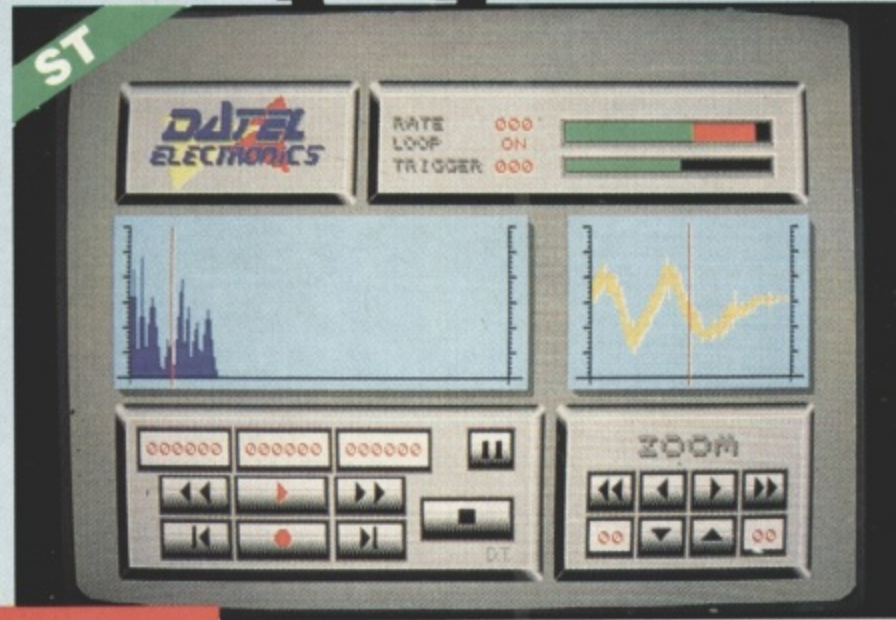 ST
DATEL
ELECTRONICS
RATE 000
LOOP ON
TRIGGER 000
000000 000000 000000
ZOOM
00 00
D.T